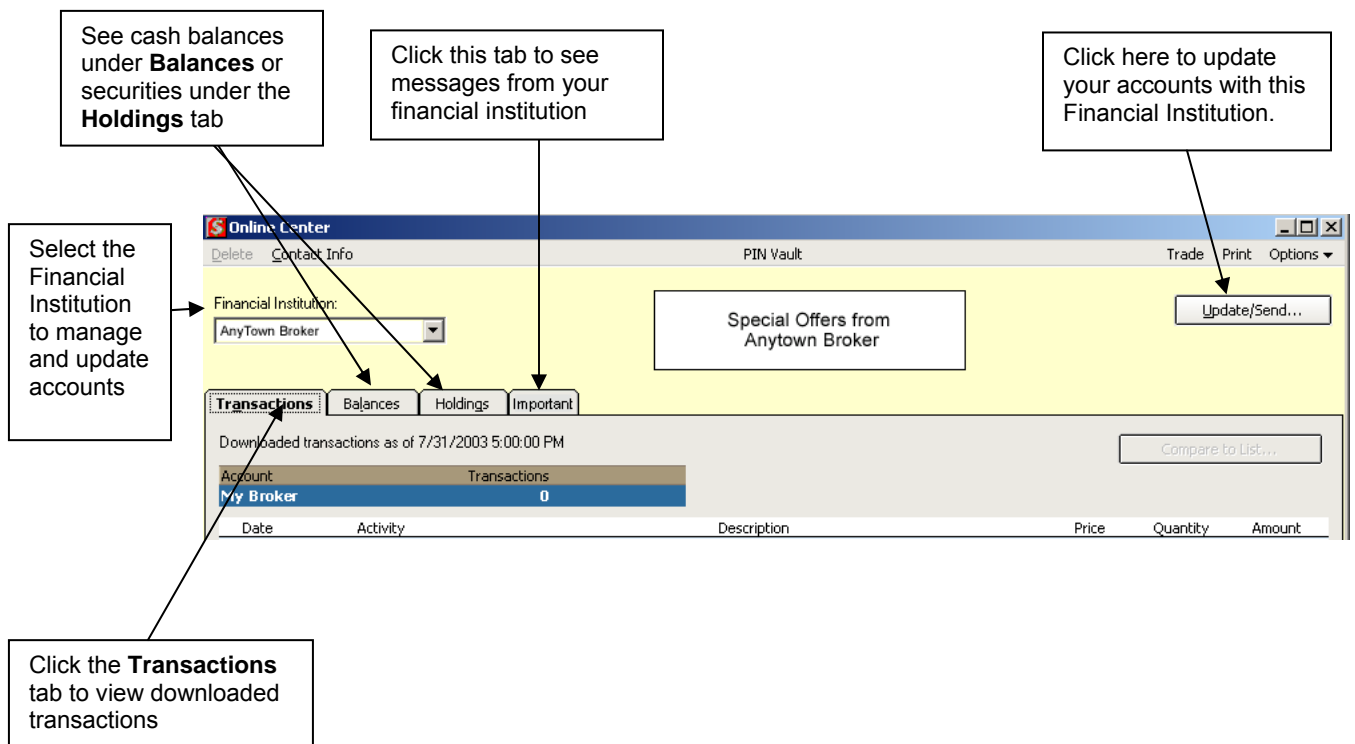 See cash balances
under Balances or
securities under the
Holdings tab
Click this tab to see
messages from your
financial institution
Click here to update
your accounts with this
Financial Institution.
Select the
Financial
Institution
to manage
and update
accounts
Online Center
Delete Contact Info PIN Vault Trade Print Options
Financial Institution:
AnyTown Broker
Special Offers from
Anytown Broker
Update/Send...
Transactions Balances Holdings Important
Downloaded transactions as of 7/31/2003 5:00:00 PM
Compare to List...
Account Transactions
My Broker 0
Date Activity Description Price Quantity Amount
Click the Transactions
tab to view downloaded
transactions